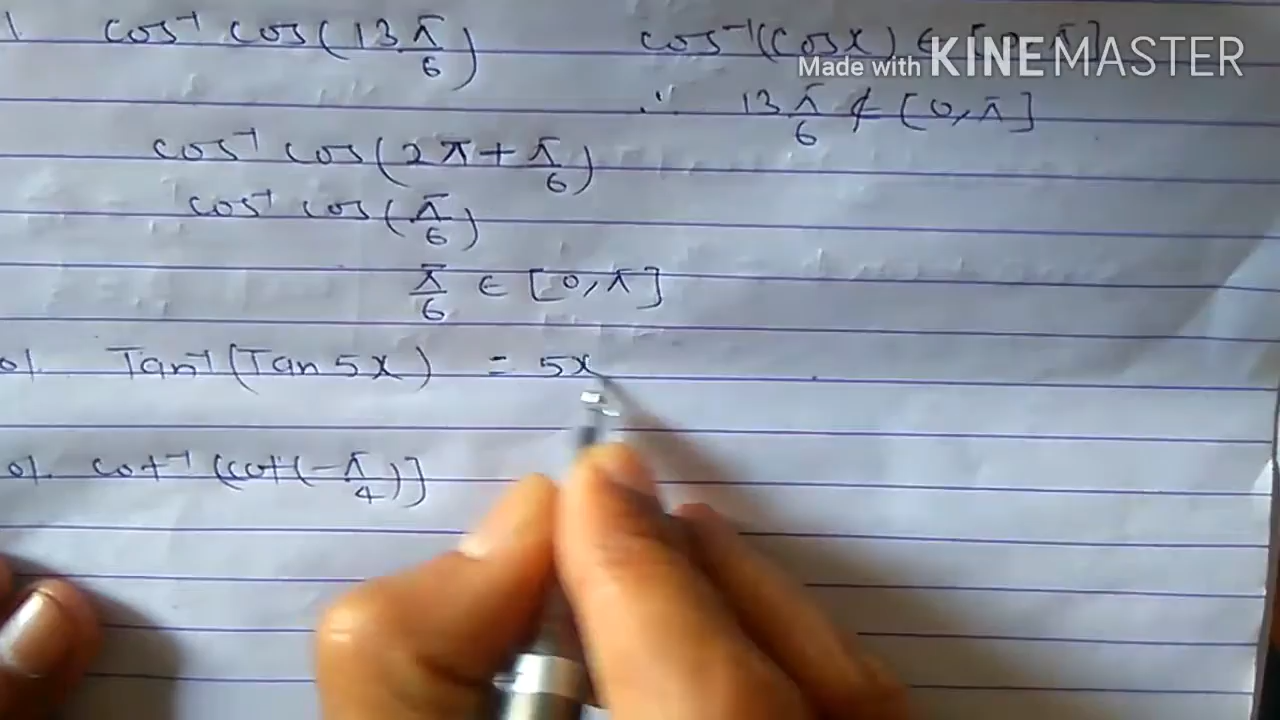 1 cos⁻¹ cos(13π/6) cos⁻¹(cosx) ∈ [0, π]
Made with KINEMASTER
∴ 13π/6 ∉ [0, π]
cos⁻¹ cos(2π + π/6)
cos⁻¹ cos(π/6)
π/6 ∈ [0, π]
o/. Tan⁻¹(Tan 5x) = 5x
o/. cot⁻¹ (cot(-π/4)]